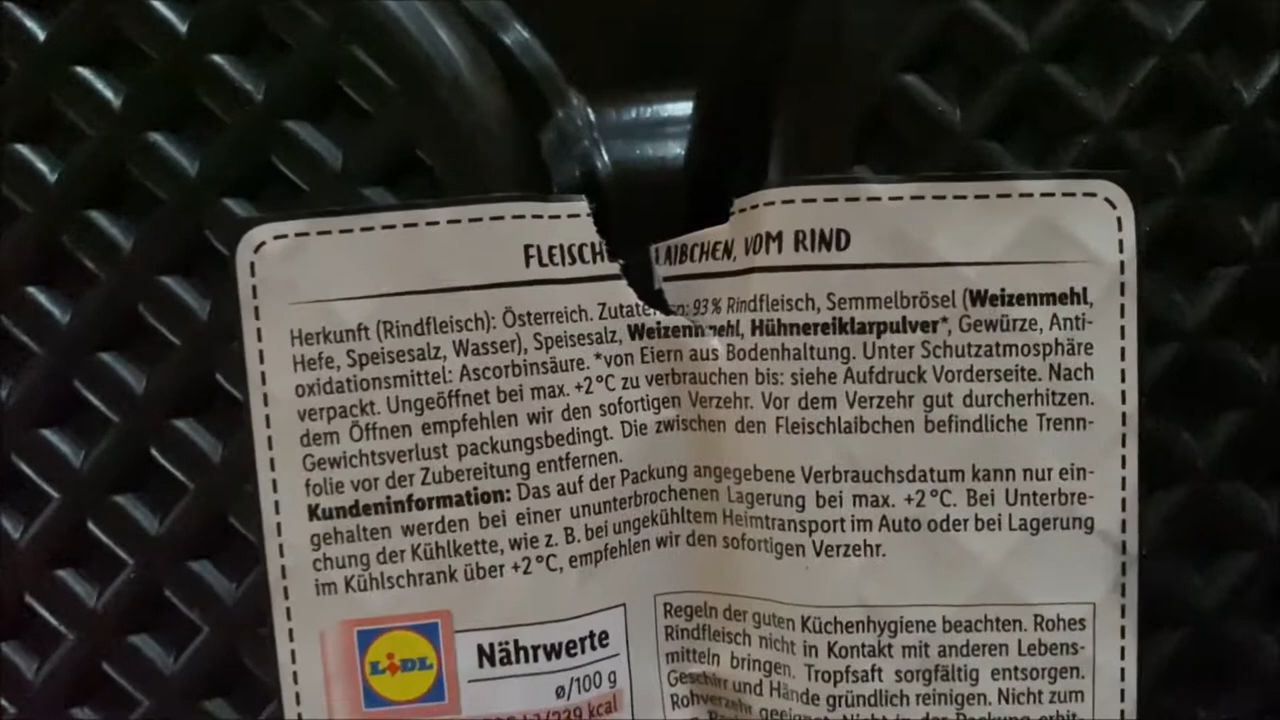 FLEISCH LAIBCHEN, VOM RIND
Herkunft (Rindfleisch): Österreich. Zutaten: 93 % Rindfleisch, Semmelbrösel (Weizenmehl,
Hefe, Speisesalz, Wasser), Speisesalz, Weizenmehl, Hühnereiklarpulver*, Gewürze, Anti-
oxidationsmittel: Ascorbinsäure. *von Eiern aus Bodenhaltung. Unter Schutzatmosphäre
verpackt. Ungeöffnet bei max. +2°C zu verbrauchen bis: siehe Aufdruck Vorderseite. Nach
dem Öffnen empfehlen wir den sofortigen Verzehr. Vor dem Verzehr gut durcherhitzen.
Gewichtsverlust packungsbedingt. Die zwischen den Fleischlaibchen befindliche Trenn-
folie vor der Zubereitung entfernen.
Kundeninformation: Das auf der Packung angegebene Verbrauchsdatum kann nur ein-
gehalten werden bei einer ununterbrochenen Lagerung bei max. +2°C. Bei Unterbre-
chung der Kühlkette, wie z. B. bei ungekühltem Heimtransport im Auto oder bei Lagerung
im Kühlschrank über +2°C, empfehlen wir den sofortigen Verzehr.
LIDL
Nährwerte
ø/100 g
/229 kcal
Regeln der guten Küchenhygiene beachten. Rohes
Rindfleisch nicht in Kontakt mit anderen Lebens-
mitteln bringen. Tropfsaft sorgfältig entsorgen.
Geschirr und Hände gründlich reinigen. Nicht zum
Rohverzehr